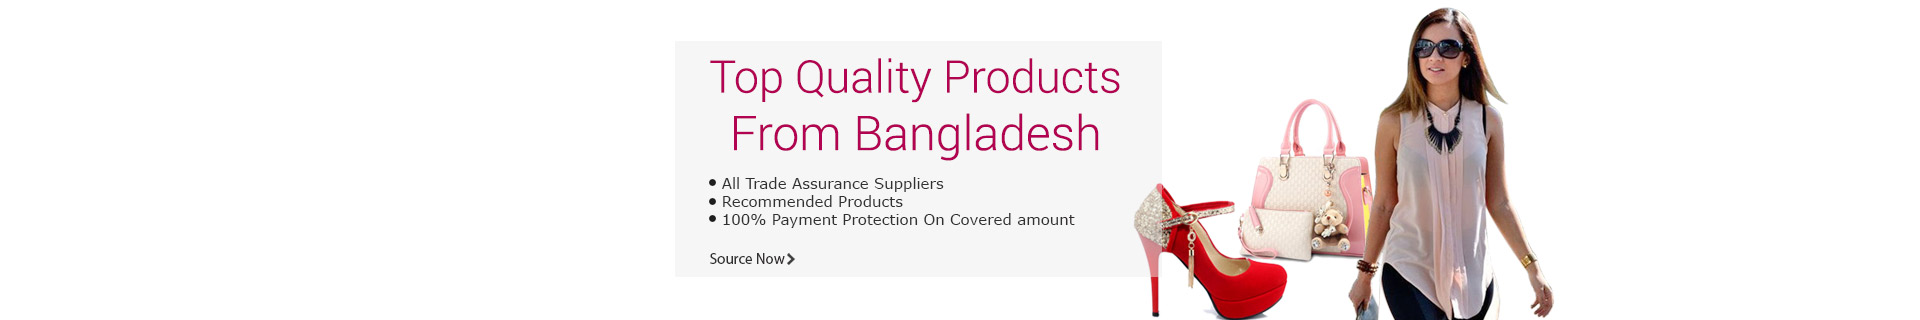 Top Quality Products
From Bangladesh
All Trade Assurance Suppliers
Recommended Products
100% Payment Protection On Covered amount
Source Now